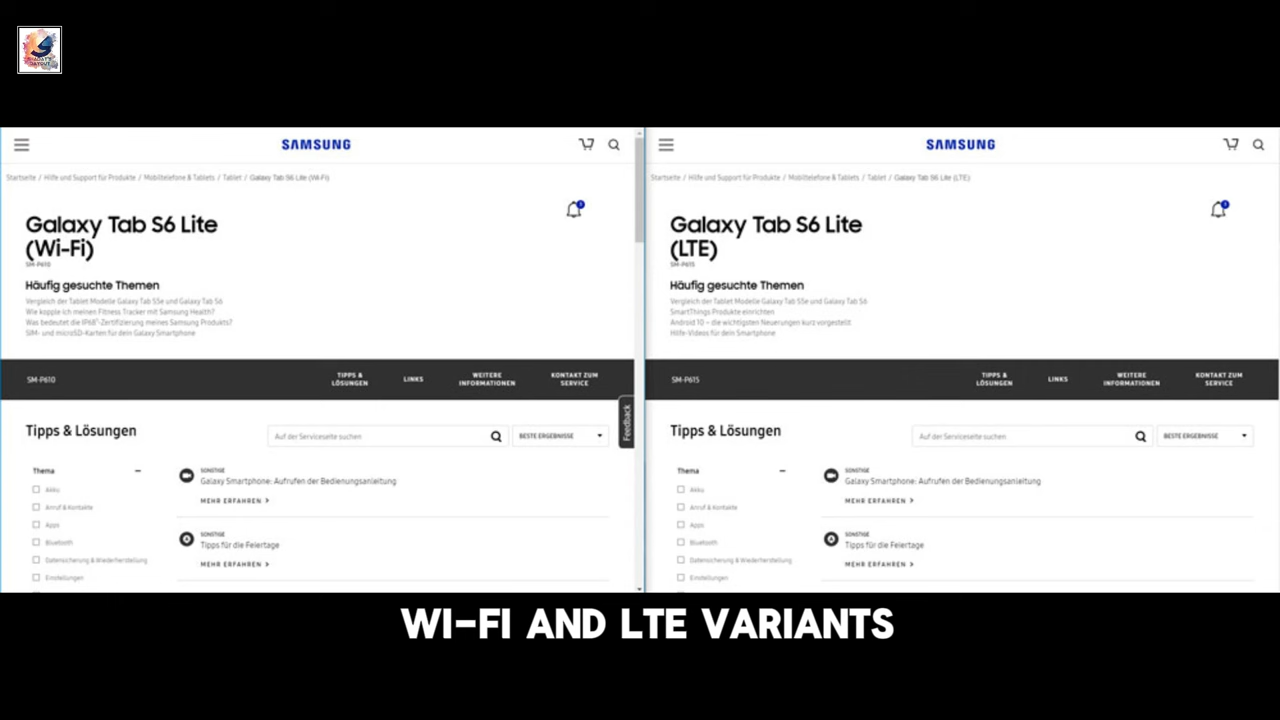 SAMSUNG
Startseite / Hilfe und Support für Produkte / Mobiltelefone & Tablets / Tablet / Galaxy Tab S6 Lite (Wi-Fi)
Galaxy Tab S6 Lite
(Wi-Fi)
SM-P610
Häufig gesuchte Themen
Vergleich der Tablet Modelle Galaxy Tab S5e und Galaxy Tab S6
Wie kopple ich meinen Fitness Tracker mit Samsung Health?
Was bedeutet die IP68¹-Zertifizierung meines Samsung Produkts?
SIM- und microSD-Karten für dein Galaxy Smartphone
SM-P610
TIPPS & LÖSUNGEN
LINKS
WEITERE INFORMATIONEN
KONTAKT ZUM SERVICE
Feedback
Tipps & Lösungen
Auf der Serviceseite suchen
BESTE ERGEBNISSE
Thema
Akku
Anruf & Kontakte
Apps
Bluetooth
Datensicherung & Wiederherstellung
Einstellungen
SONSTIGE
Galaxy Smartphone: Aufrufen der Bedienungsanleitung
MEHR ERFAHREN
SONSTIGE
Tipps für die Feiertage
MEHR ERFAHREN
SAMSUNG
Startseite / Hilfe und Support für Produkte / Mobiltelefone & Tablets / Tablet / Galaxy Tab S6 Lite (LTE)
Galaxy Tab S6 Lite
(LTE)
SM-P615
Häufig gesuchte Themen
Vergleich der Tablet Modelle Galaxy Tab S5e und Galaxy Tab S6
SmartThings Produkte einrichten
Android 10 – die wichtigsten Neuerungen kurz vorgestellt
Hilfe-Videos für dein Smartphone
SM-P615
TIPPS & LÖSUNGEN
LINKS
WEITERE INFORMATIONEN
KONTAKT ZUM SERVICE
Tipps & Lösungen
Auf der Serviceseite suchen
BESTE ERGEBNISSE
Thema
Akku
Anruf & Kontakte
Apps
Bluetooth
Datensicherung & Wiederherstellung
Einstellungen
SONSTIGE
Galaxy Smartphone: Aufrufen der Bedienungsanleitung
MEHR ERFAHREN
SONSTIGE
Tipps für die Feiertage
MEHR ERFAHREN
WI-FI AND LTE VARIANTS